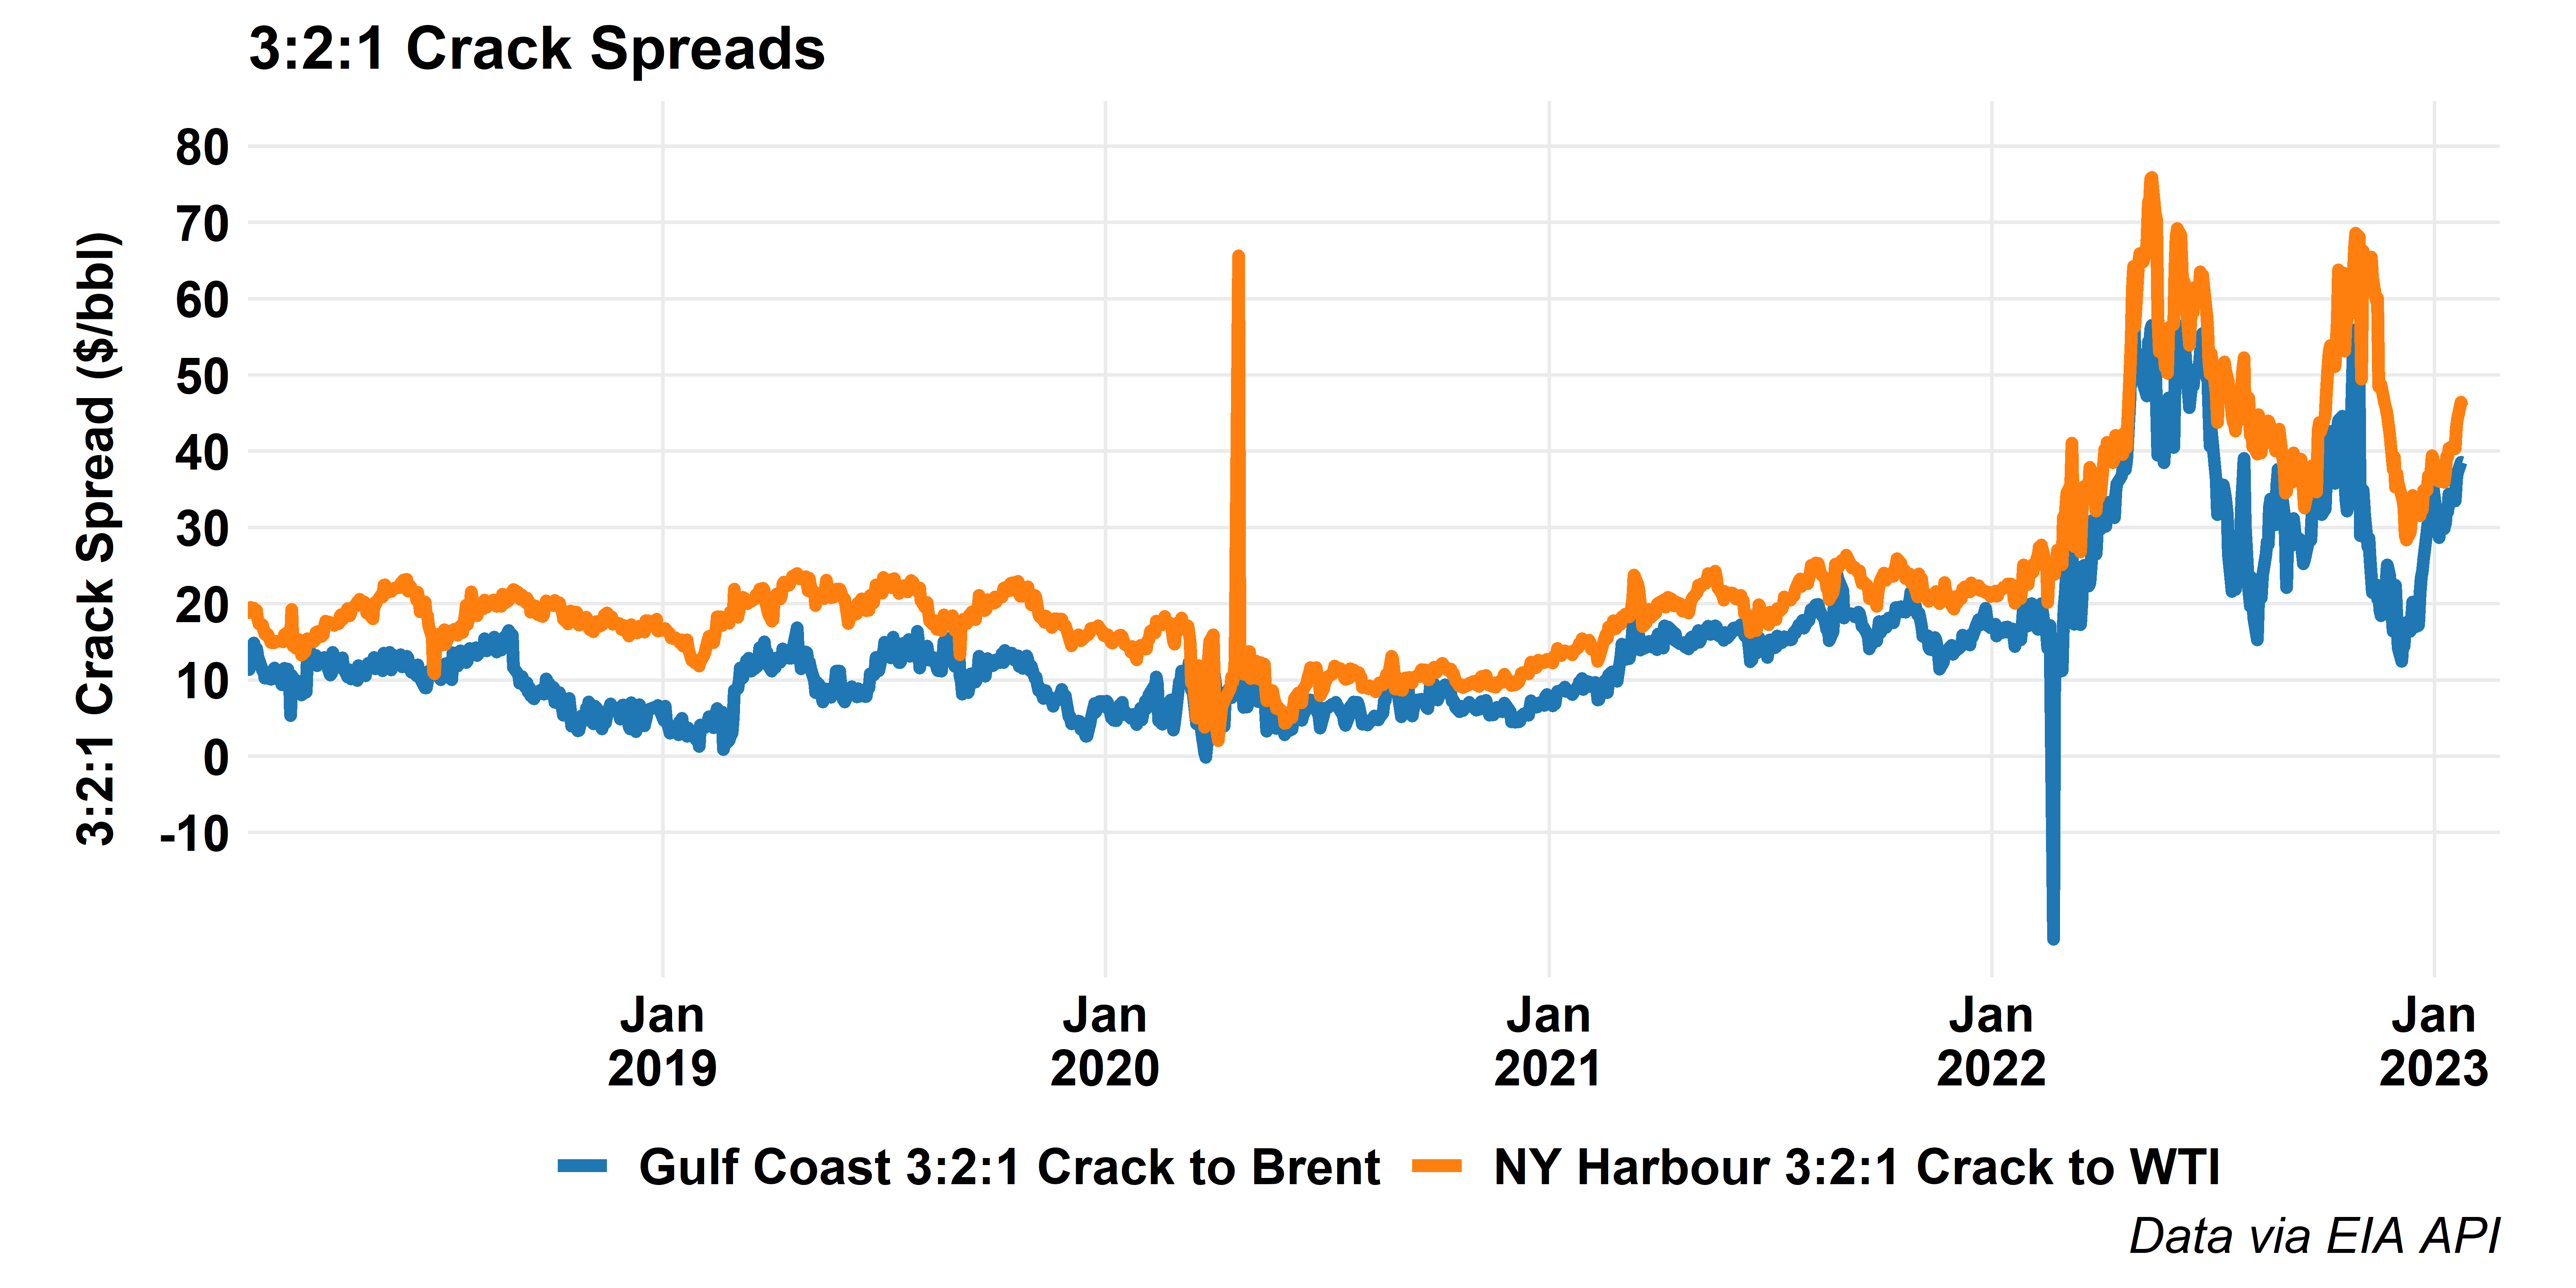 3:2:1 Crack Spreads
3:2:1 Crack Spread ($/bbl)
80
70
60
50
40
30
20
10
0
-10
Jan
2019
Jan
2020
Jan
2021
Jan
2022
Jan
2023
Gulf Coast 3:2:1 Crack to Brent
NY Harbour 3:2:1 Crack to WTI
Data via EIA API